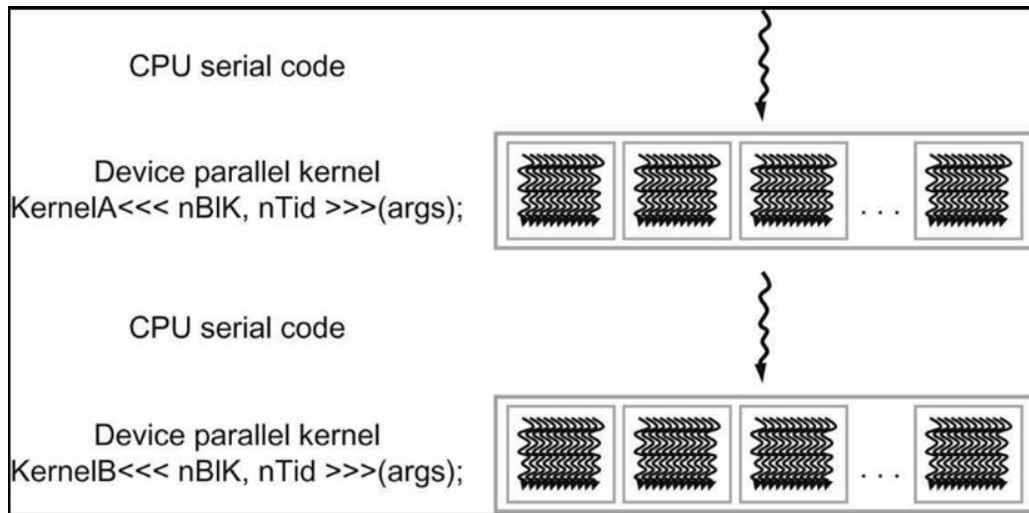 CPU serial code
Device parallel kernel
KernelA<<< nBlK, nTid >>>(args);
. . .
CPU serial code
Device parallel kernel
KernelB<<< nBlK, nTid >>>(args);
. . .